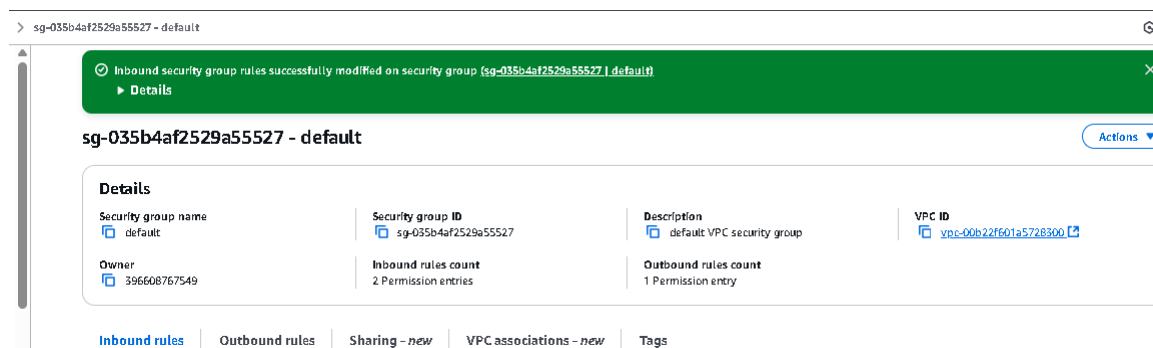 sg-035b4af2529a55527 - default
Inbound security group rules successfully modified on security group (sg-035b4af2529a55527 | default)
Details
sg-035b4af2529a55527 - default
Actions
Details
Security group name
default
Security group ID
sg-035b4af2529a55527
Description
default VPC security group
VPC ID
vpc-00b22f601a5728300
Owner
396608767549
Inbound rules count
2 Permission entries
Outbound rules count
1 Permission entry
Inbound rules
Outbound rules
Sharing - new
VPC associations - new
Tags